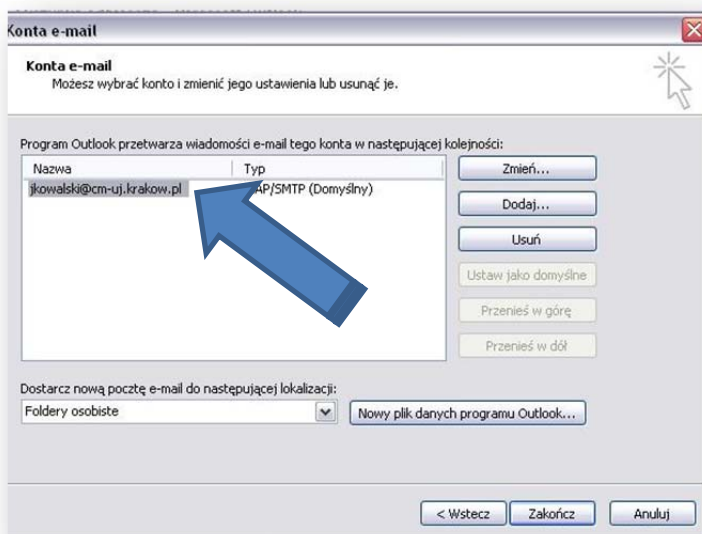 Konta e-mail
Konta e-mail
Możesz wybrać konto i zmienić jego ustawienia lub usunąć je.
Program Outlook przetwarza wiadomości e-mail tego konta w następującej kolejności:
Nazwa Typ
jkowalski@cm-uj.krakow.pl AP/SMTP (Domyślny)
Zmień...
Dodaj...
Usuń
Ustaw jako domyślne
Przenieś w górę
Przenieś w dół
Dostarcz nową pocztę e-mail do następującej lokalizacji:
Foldery osobiste Nowy plik danych programu Outlook...
< Wstecz Zakończ Anuluj